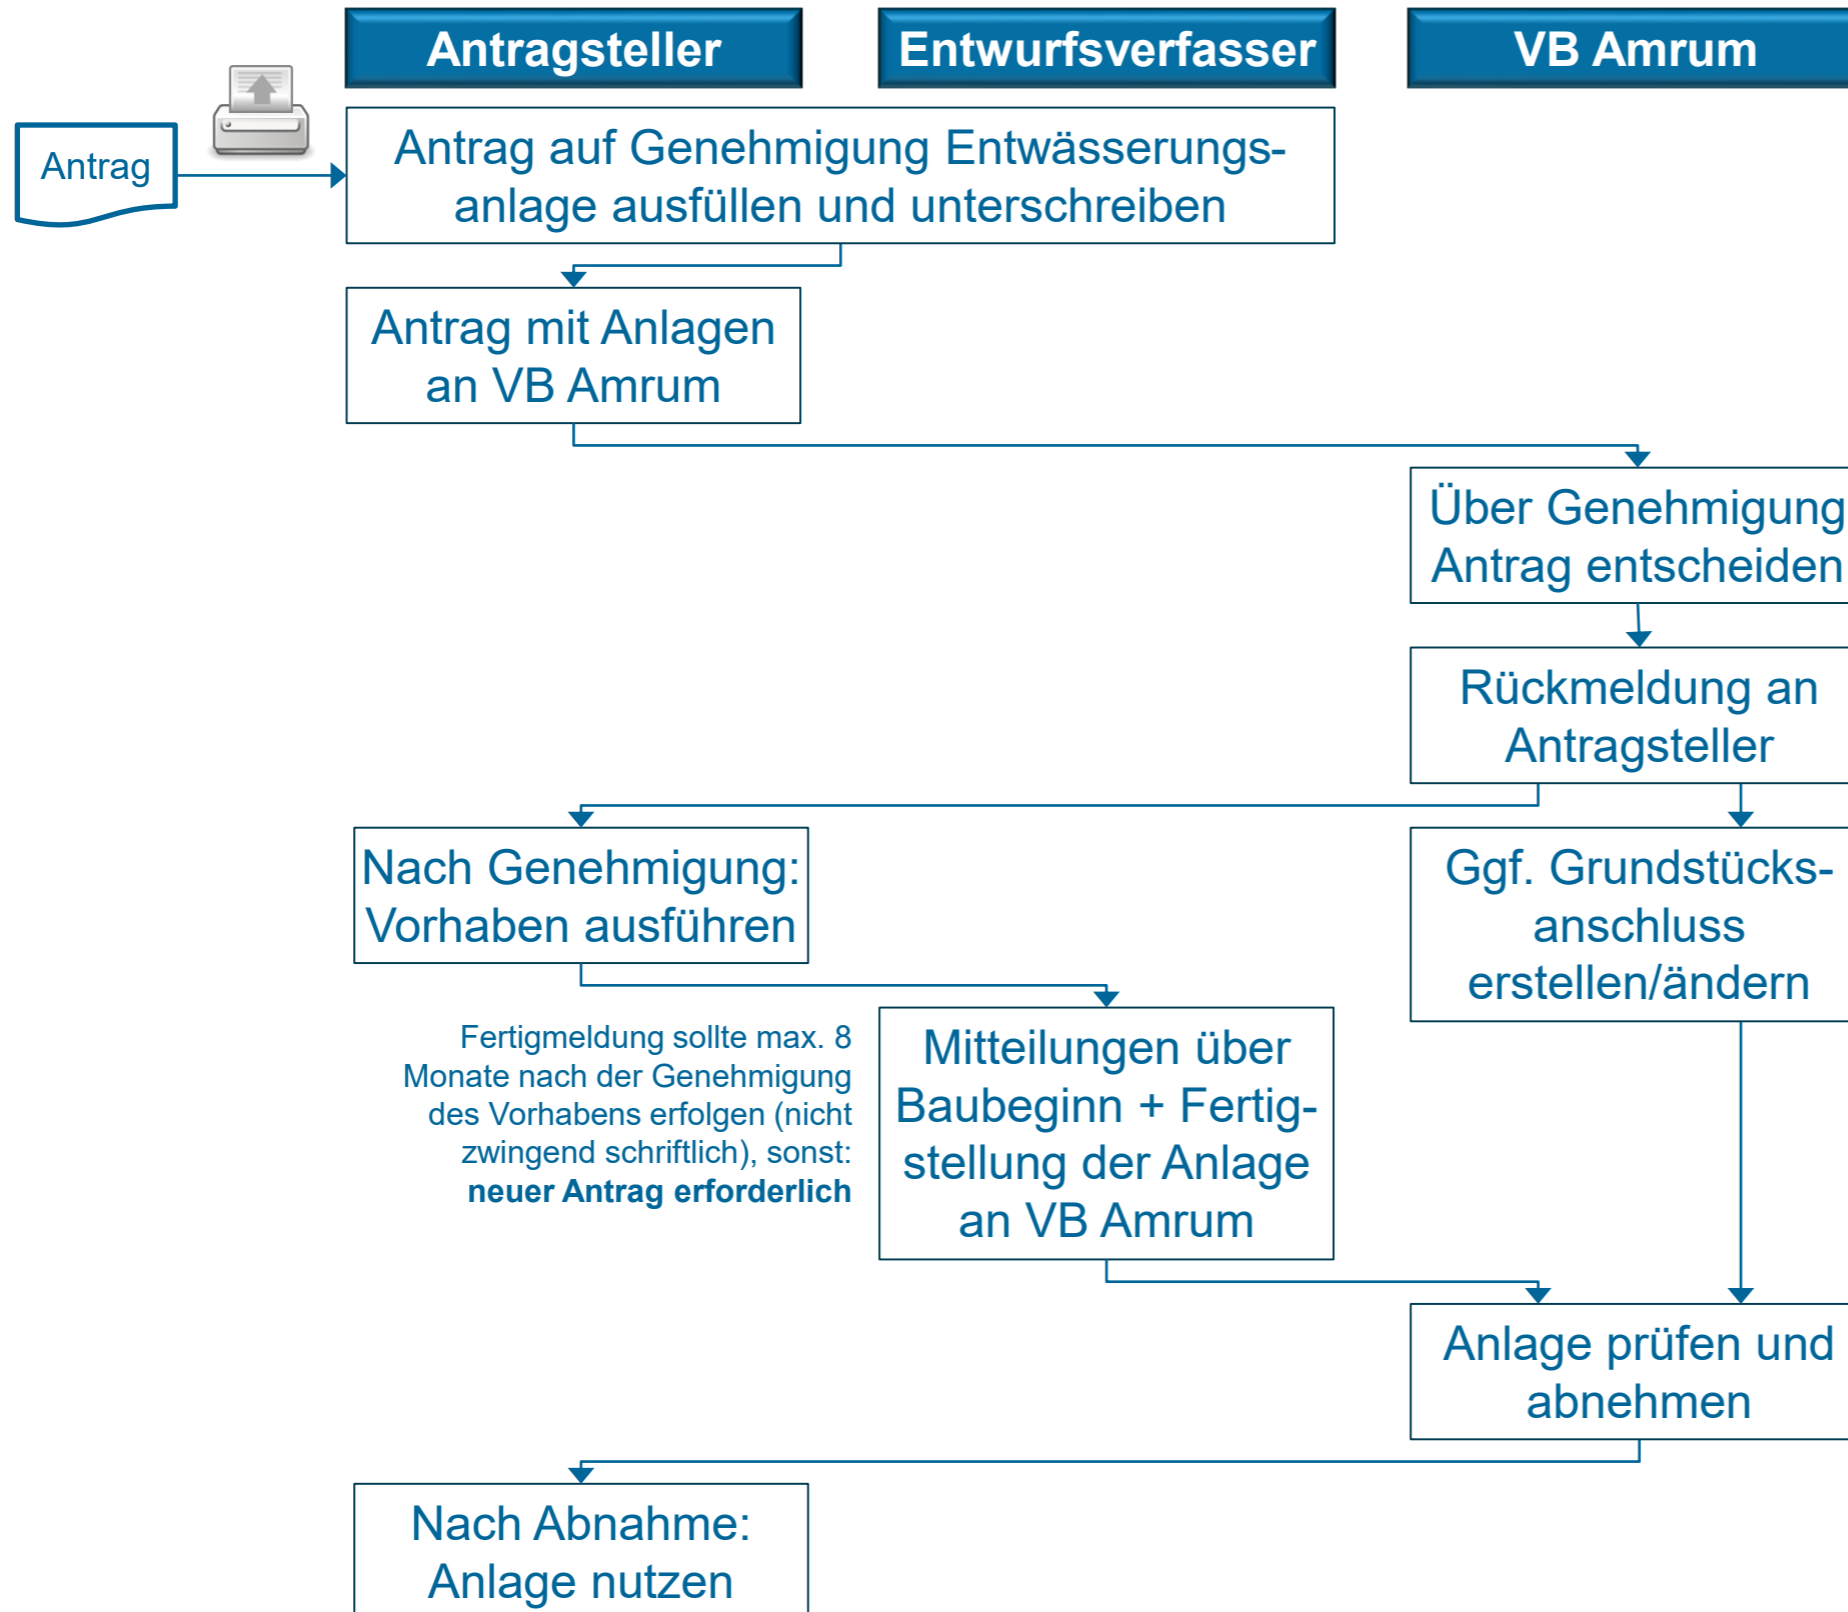 Antragsteller
Entwurfsverfasser
VB Amrum
Antrag
Antrag auf Genehmigung Entwässerungs-
anlage ausfüllen und unterschreiben
Antrag mit Anlagen
an VB Amrum
Über Genehmigung
Antrag entscheiden
Rückmeldung an
Antragsteller
Nach Genehmigung:
Vorhaben ausführen
Ggf. Grundstücks-
anschluss
erstellen/ändern
Fertigmeldung sollte max. 8
Monate nach der Genehmigung
des Vorhabens erfolgen (nicht
zwingend schriftlich), sonst:
neuer Antrag erforderlich
Mitteilungen über
Baubeginn + Fertig-
stellung der Anlage
an VB Amrum
Anlage prüfen und
abnehmen
Nach Abnahme:
Anlage nutzen